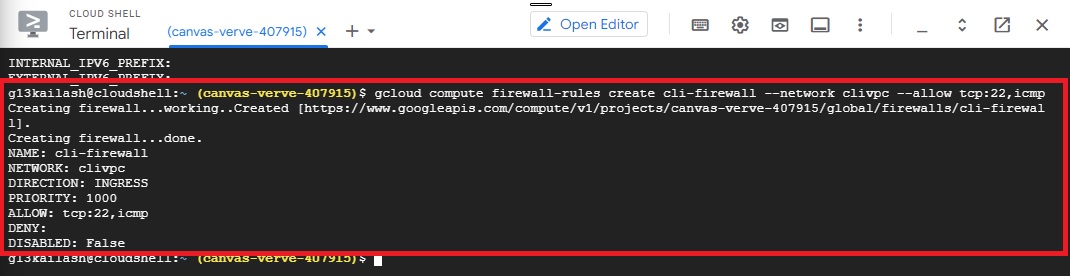 CLOUD SHELL
Terminal
(canvas-verve-407915)
Open Editor
INTERNAL_IPV6_PREFIX:
EXTERNAL_IPV6_PREFIX:
g13kailash@cloudshell:~ (canvas-verve-407915)$ gcloud compute firewall-rules create cli-firewall --network clivpc --allow tcp:22,icmp
Creating firewall...working..Created [https://www.googleapis.com/compute/v1/projects/canvas-verve-407915/global/firewalls/cli-firewal
l].
Creating firewall...done.
NAME: cli-firewall
NETWORK: clivpc
DIRECTION: INGRESS
PRIORITY: 1000
ALLOW: tcp:22,icmp
DENY:
DISABLED: False
g13kailash@cloudshell:~ (canvas-verve-407915)$